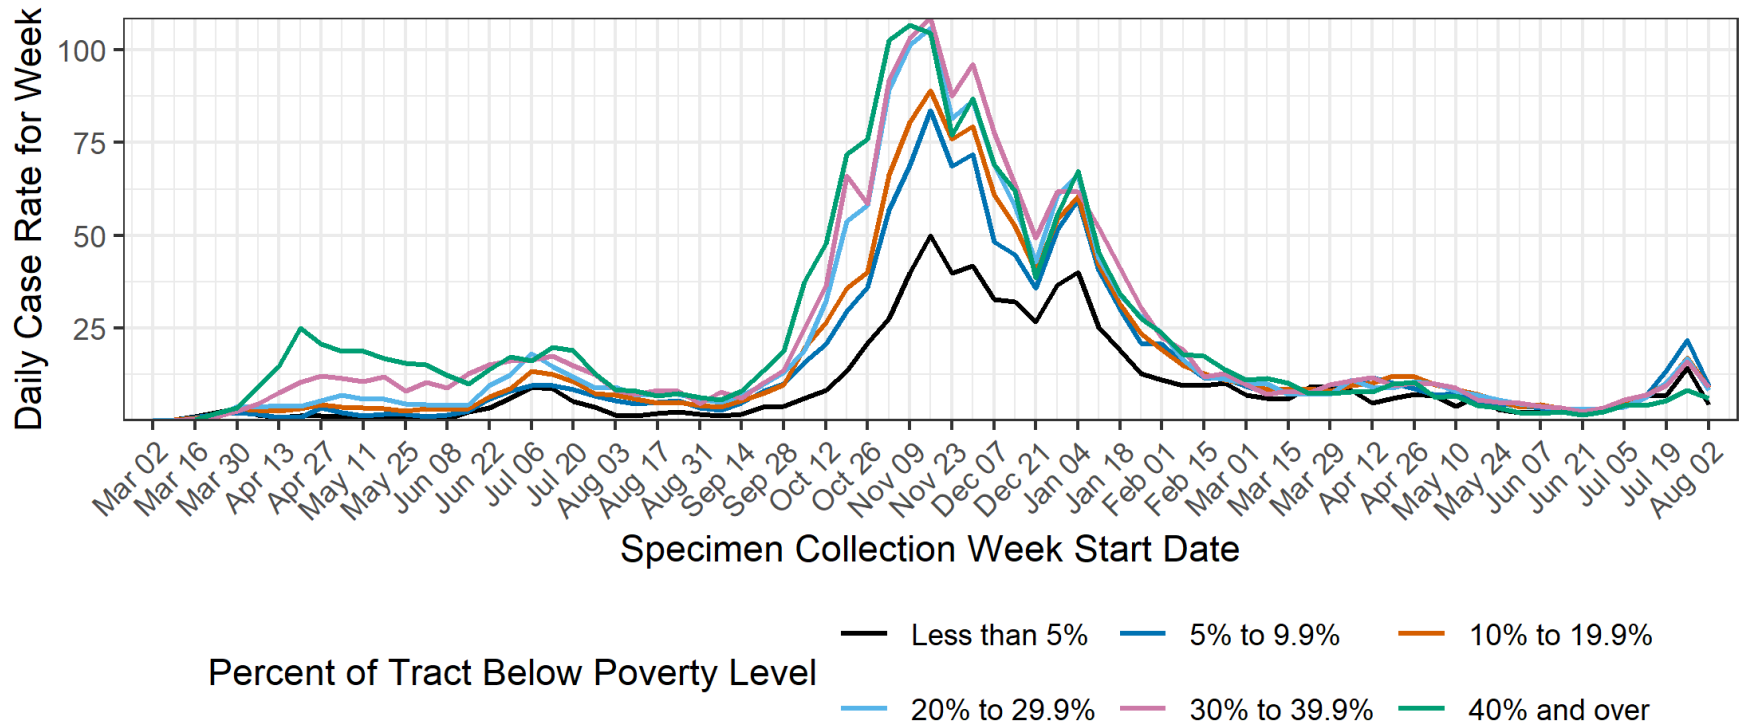 Daily Case Rate for Week
100
75
50
25
Mar 02
Mar 16
Mar 30
Apr 13
Apr 27
May 11
May 25
Jun 08
Jun 22
Jul 06
Jul 20
Aug 03
Aug 17
Aug 31
Sep 14
Sep 28
Oct 12
Oct 26
Nov 09
Nov 23
Dec 07
Dec 21
Jan 04
Jan 18
Feb 01
Feb 15
Mar 01
Mar 15
Mar 29
Apr 12
Apr 26
May 10
May 24
Jun 07
Jun 21
Jul 05
Jul 19
Aug 02
Specimen Collection Week Start Date
Percent of Tract Below Poverty Level
Less than 5%
5% to 9.9%
10% to 19.9%
20% to 29.9%
30% to 39.9%
40% and over